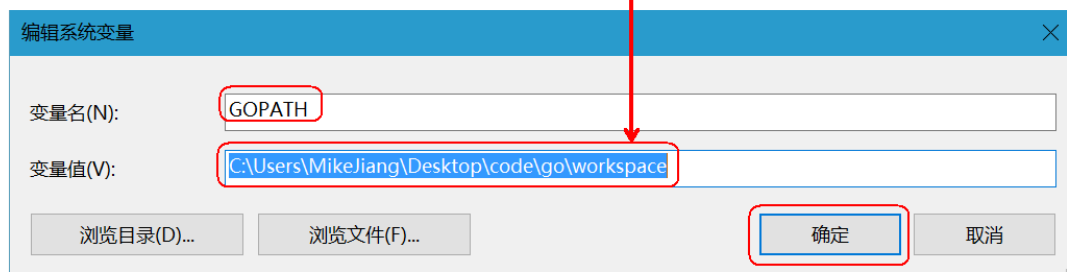 编辑系统变量
变量名(N): GOPATH
变量值(V): C:\Users\MikeJiang\Desktop\code\go\workspace
浏览目录(D)... 浏览文件(F)... 确定 取消